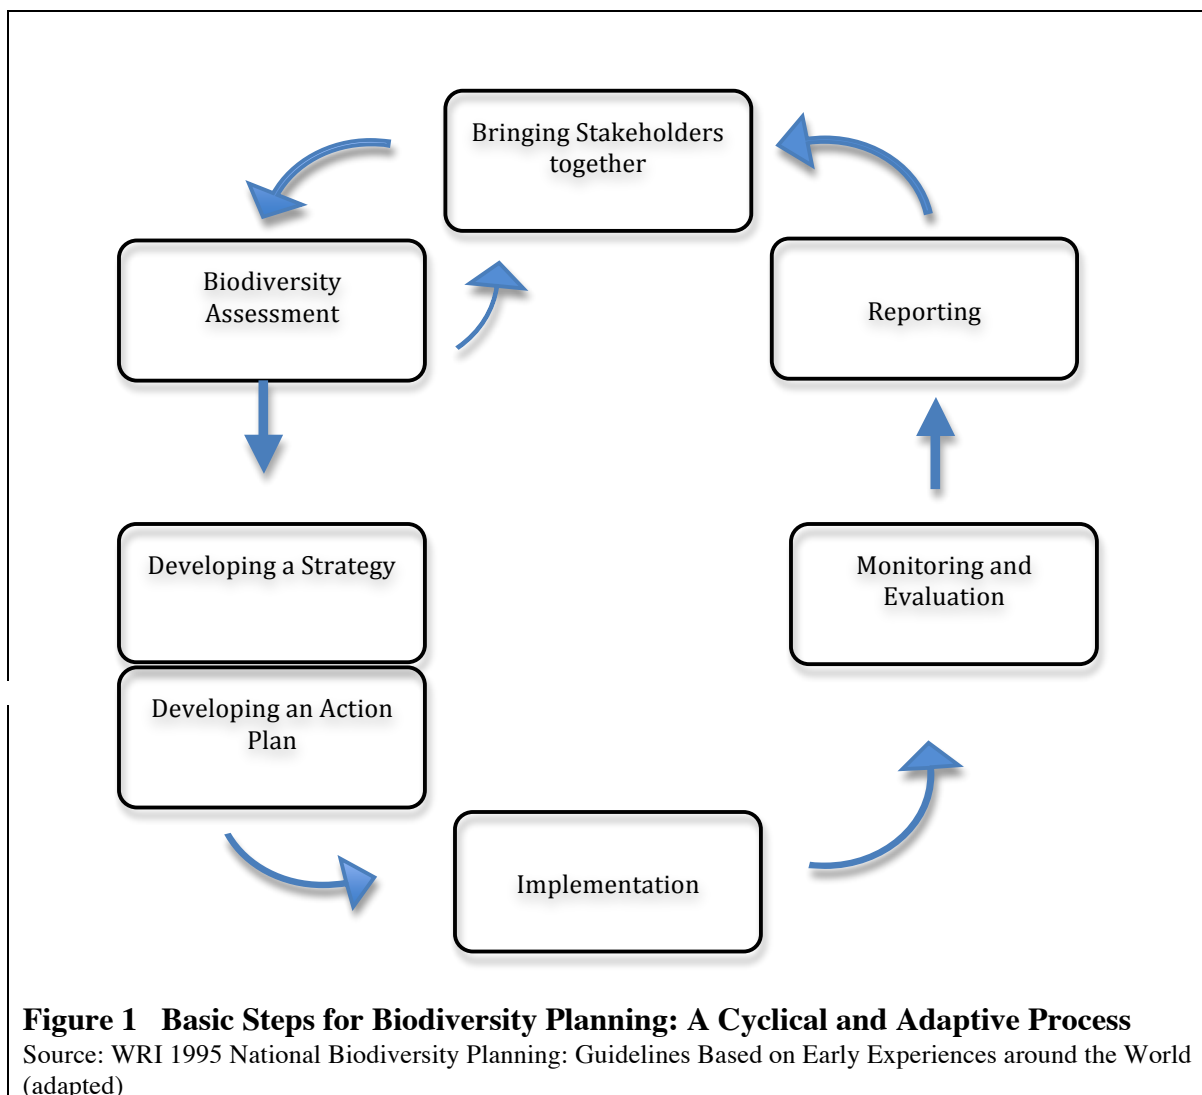 Bringing Stakeholders
together
Biodiversity
Assessment
Reporting
Developing a Strategy
Monitoring and
Evaluation
Developing an Action
Plan
Implementation
Figure 1   Basic Steps for Biodiversity Planning: A Cyclical and Adaptive Process
Source: WRI 1995 National Biodiversity Planning: Guidelines Based on Early Experiences around the World
(adapted)